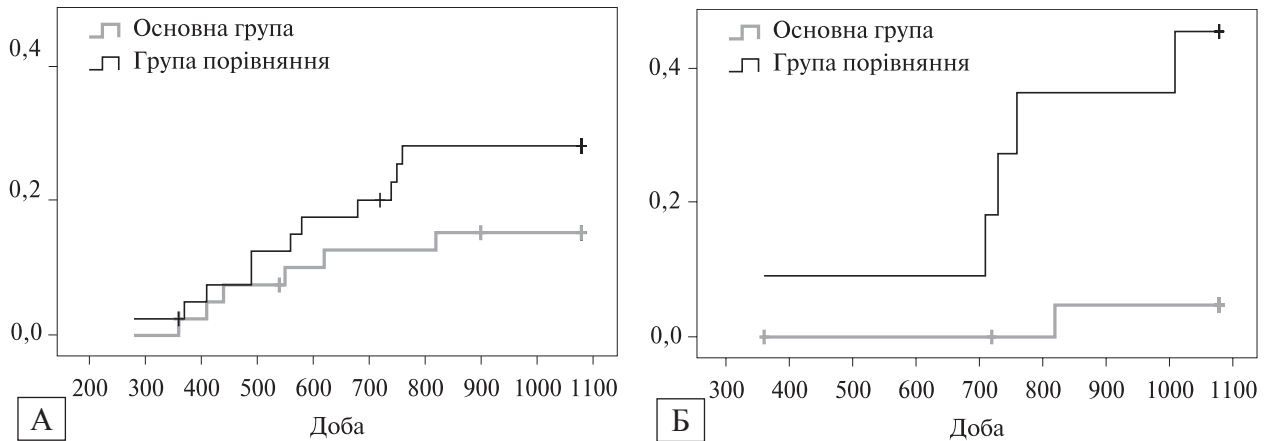 Основна група
Група порівняння
0,4
0,2
0,0
200 300 400 500 600 700 800 900 1000 1100
А
Доба
Основна група
Група порівняння
0,4
0,2
0,0
300 400 500 600 700 800 900 1000 1100
Б
Доба